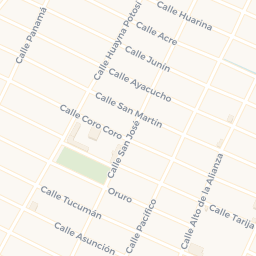 Calle Huarina
Calle Panamá
Calle Huayna Potosí
Calle Acre
Calle Junín
Calle Ayacucho
Calle San Martín
Calle Coro Coro
Calle San José
Calle Alto de la Alianza
Oruro
Calle Tucumán
Calle Pacífico
Calle Tarija
Calle Asunción